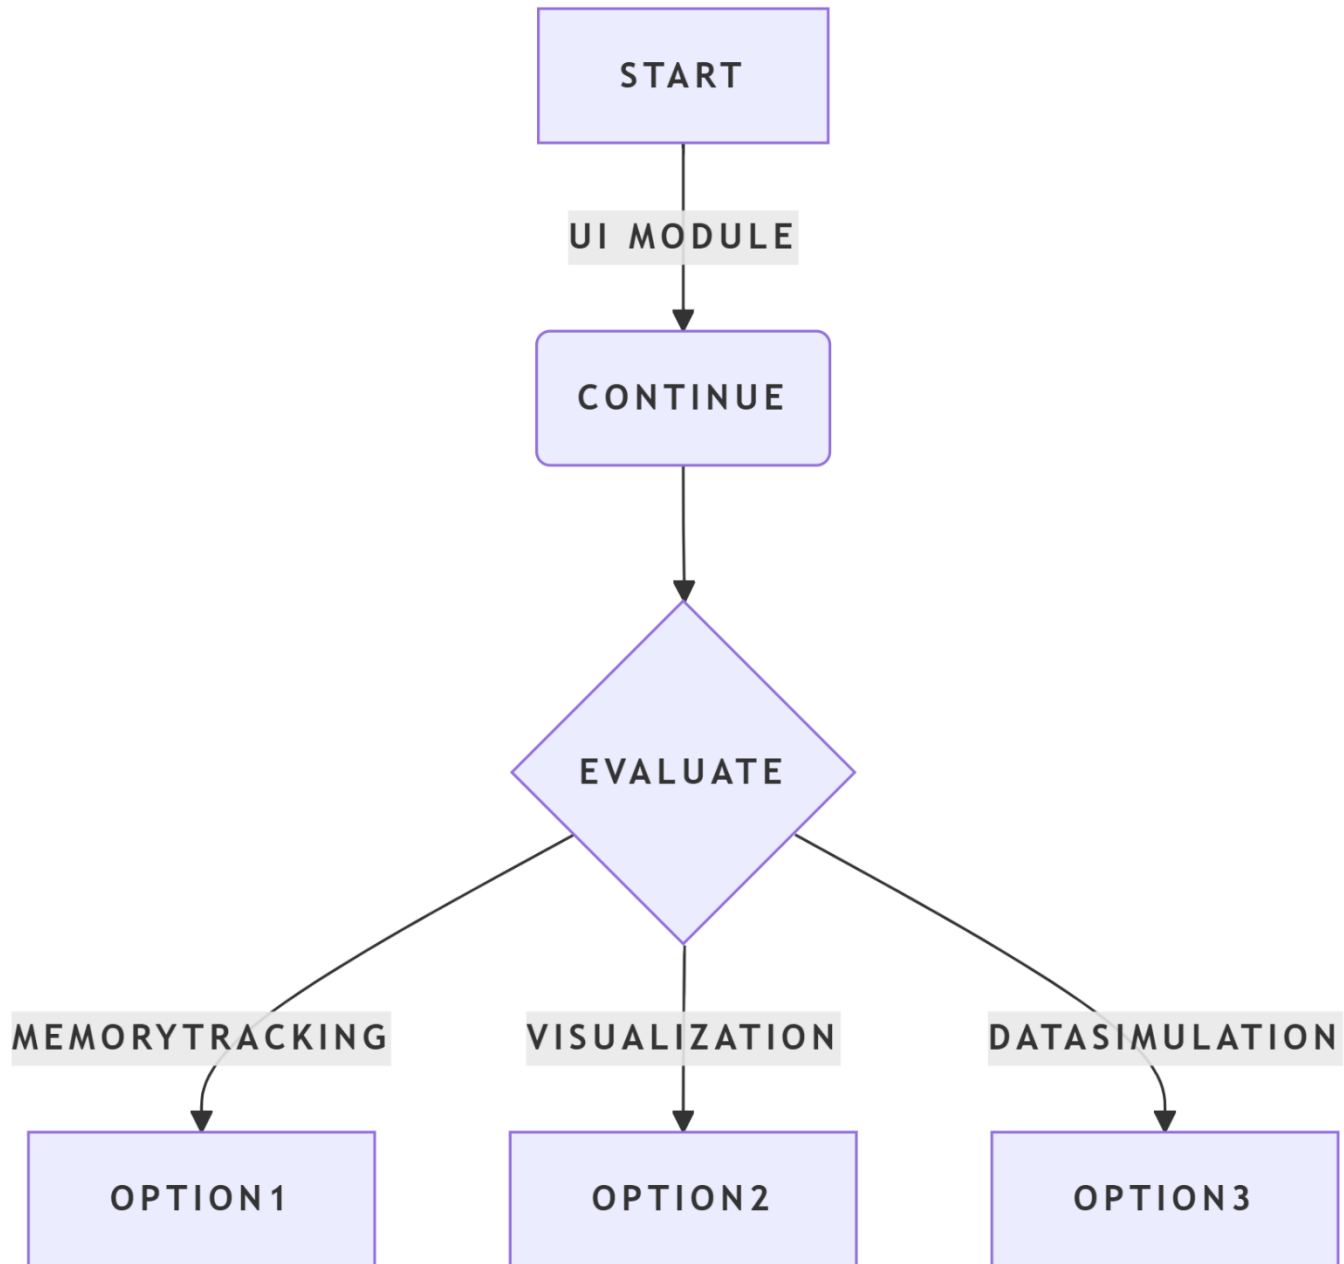 START
UI MODULE
CONTINUE
EVALUATE
MEMORYTRACKING
VISUALIZATION
DATASIMULATION
OPTION1
OPTION2
OPTION3